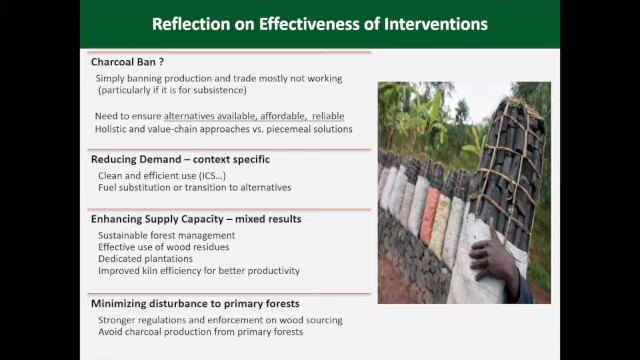 Reflection on Effectiveness of Interventions
Charcoal Ban ?
Simply banning production and trade mostly not working
(particularly if it is for subsistence)
Need to ensure alternatives available, affordable, reliable
Holistic and value-chain approaches vs. piecemeal solutions
Reducing Demand – context specific
Clean and efficient use (ICS…)
Fuel substitution or transition to alternatives
Enhancing Supply Capacity – mixed results
Sustainable forest management
Effective use of wood residues
Dedicated plantations
Improved kiln efficiency for better productivity
Minimizing disturbance to primary forests
Stronger regulations and enforcement on wood sourcing
Avoid charcoal production from primary forests